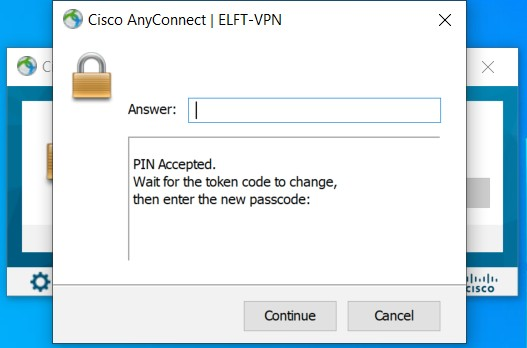 Cisco AnyConnect | ELFT-VPN
C
Answer:
PIN Accepted.
Wait for the token code to change,
then enter the new passcode:
Continue
Cancel
CISCO